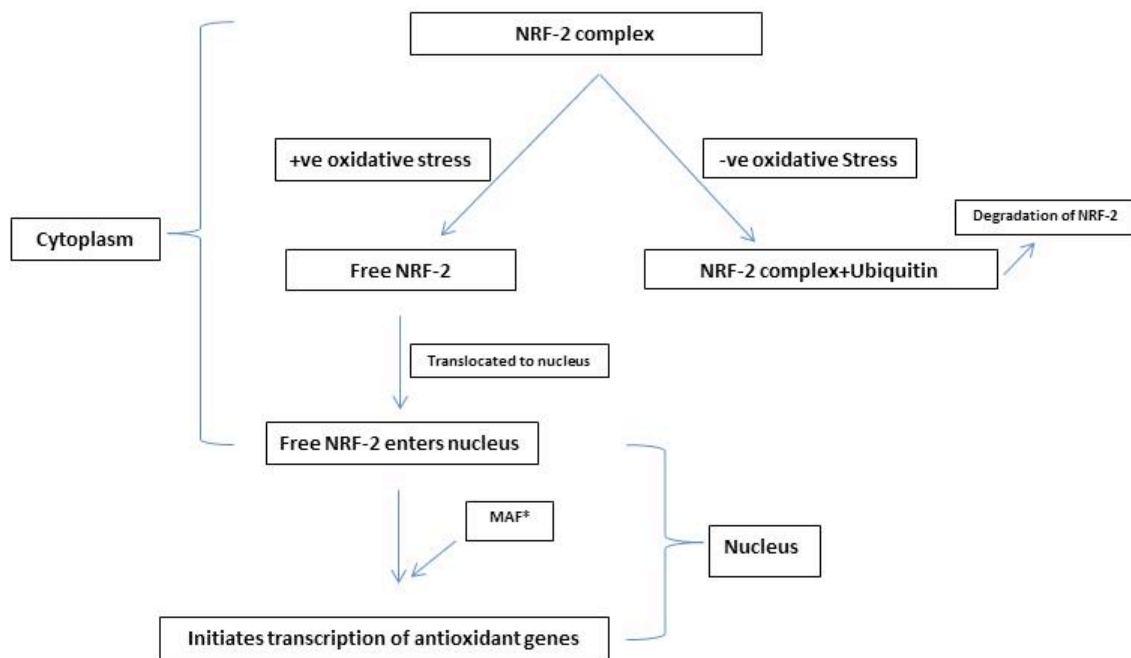 NRF-2 complex
+ve oxidative stress
-ve oxidative Stress
Degradation of NRF-2
Cytoplasm
Free NRF-2
NRF-2 complex+Ubiquitin
Translocated to nucleus
Free NRF-2 enters nucleus
MAF*
Nucleus
Initiates transcription of antioxidant genes